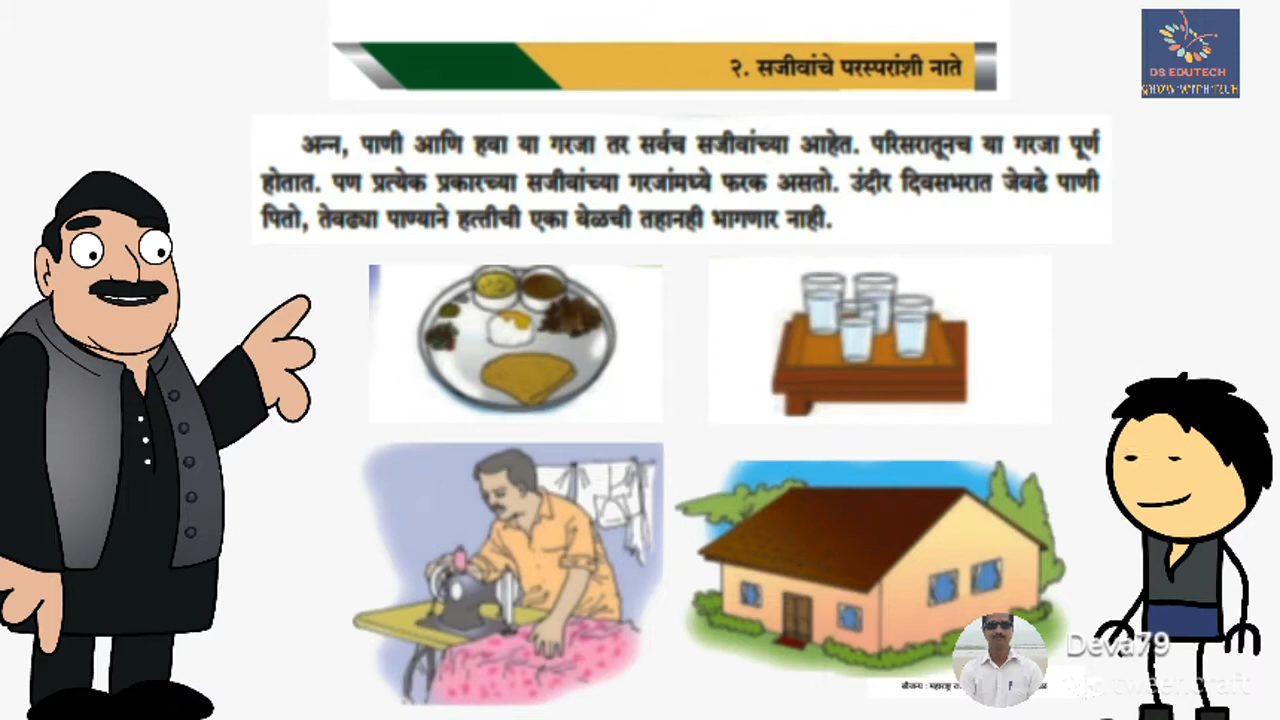 २. सजीवांचे परस्परांशी नाते
DS EDUTECH
GROW WITH TECH
अन्न, पाणी आणि हवा या गरजा तर सर्वच सजीवांच्या आहेत. परिसरातूनच या गरजा पूर्ण
होतात. पण प्रत्येक प्रकारच्या सजीवांच्या गरजांमध्ये फरक असतो. उंदीर दिवसभरात जेवढे पाणी
पितो, तेवढ्या पाण्याने हत्तीची एका वेळची तहानही भागणार नाही.
Deva79
tweencraft